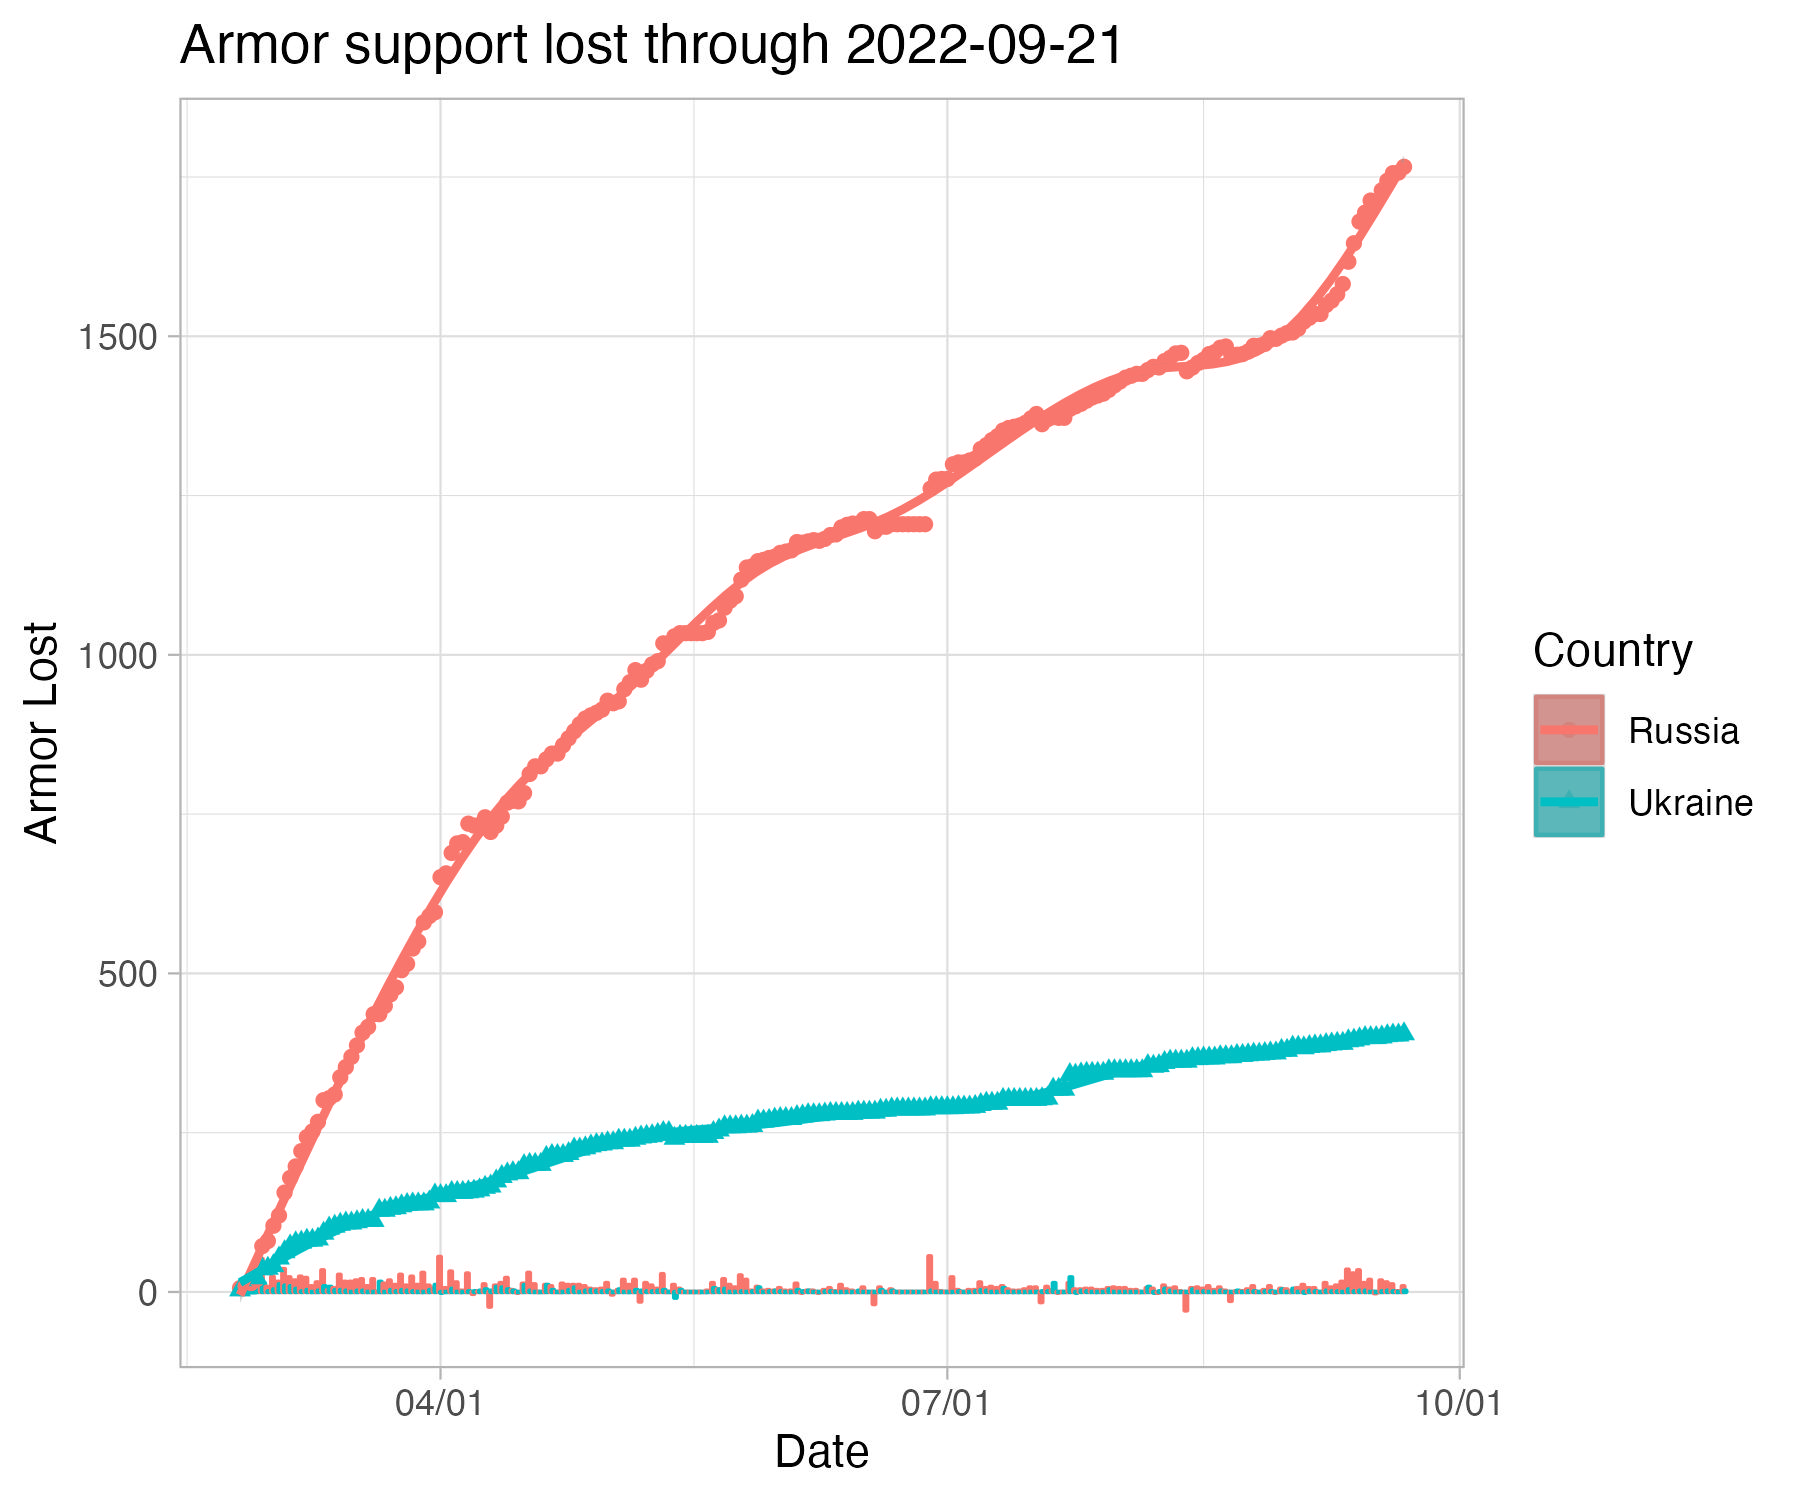 Armor support lost through 2022-09-21
Armor Lost
1500
1000
500
0
04/01
07/01
10/01
Date
Country
Russia
Ukraine